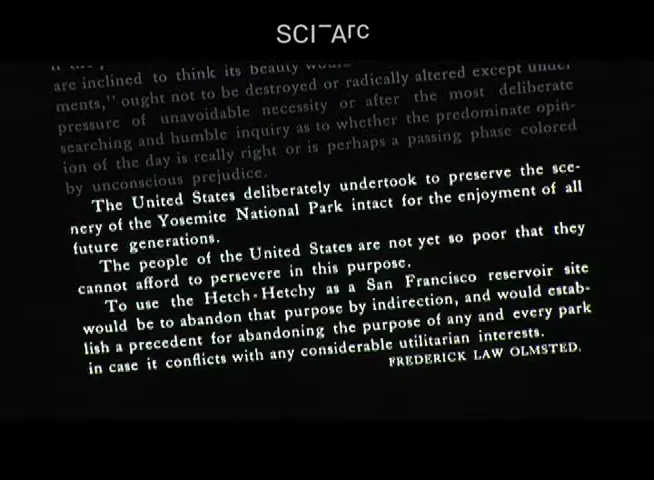 SCI-Arc
are inclined to think its beauty would
ments," ought not to be destroyed or radically altered except under
pressure of unavoidable necessity or after the most deliberate
searching and humble inquiry as to whether the predominate opin-
ion of the day is really right or is perhaps a passing phase colored
by unconscious prejudice.
The United States deliberately undertook to preserve the sce-
nery of the Yosemite National Park intact for the enjoyment of all
future generations.
The people of the United States are not yet so poor that they
cannot afford to persevere in this purpose.
To use the Hetch-Hetchy as a San Francisco reservoir site
would be to abandon that purpose by indirection, and would estab-
lish a precedent for abandoning the purpose of any and every park
in case it conflicts with any considerable utilitarian interests.
FREDERICK LAW OLMSTED.